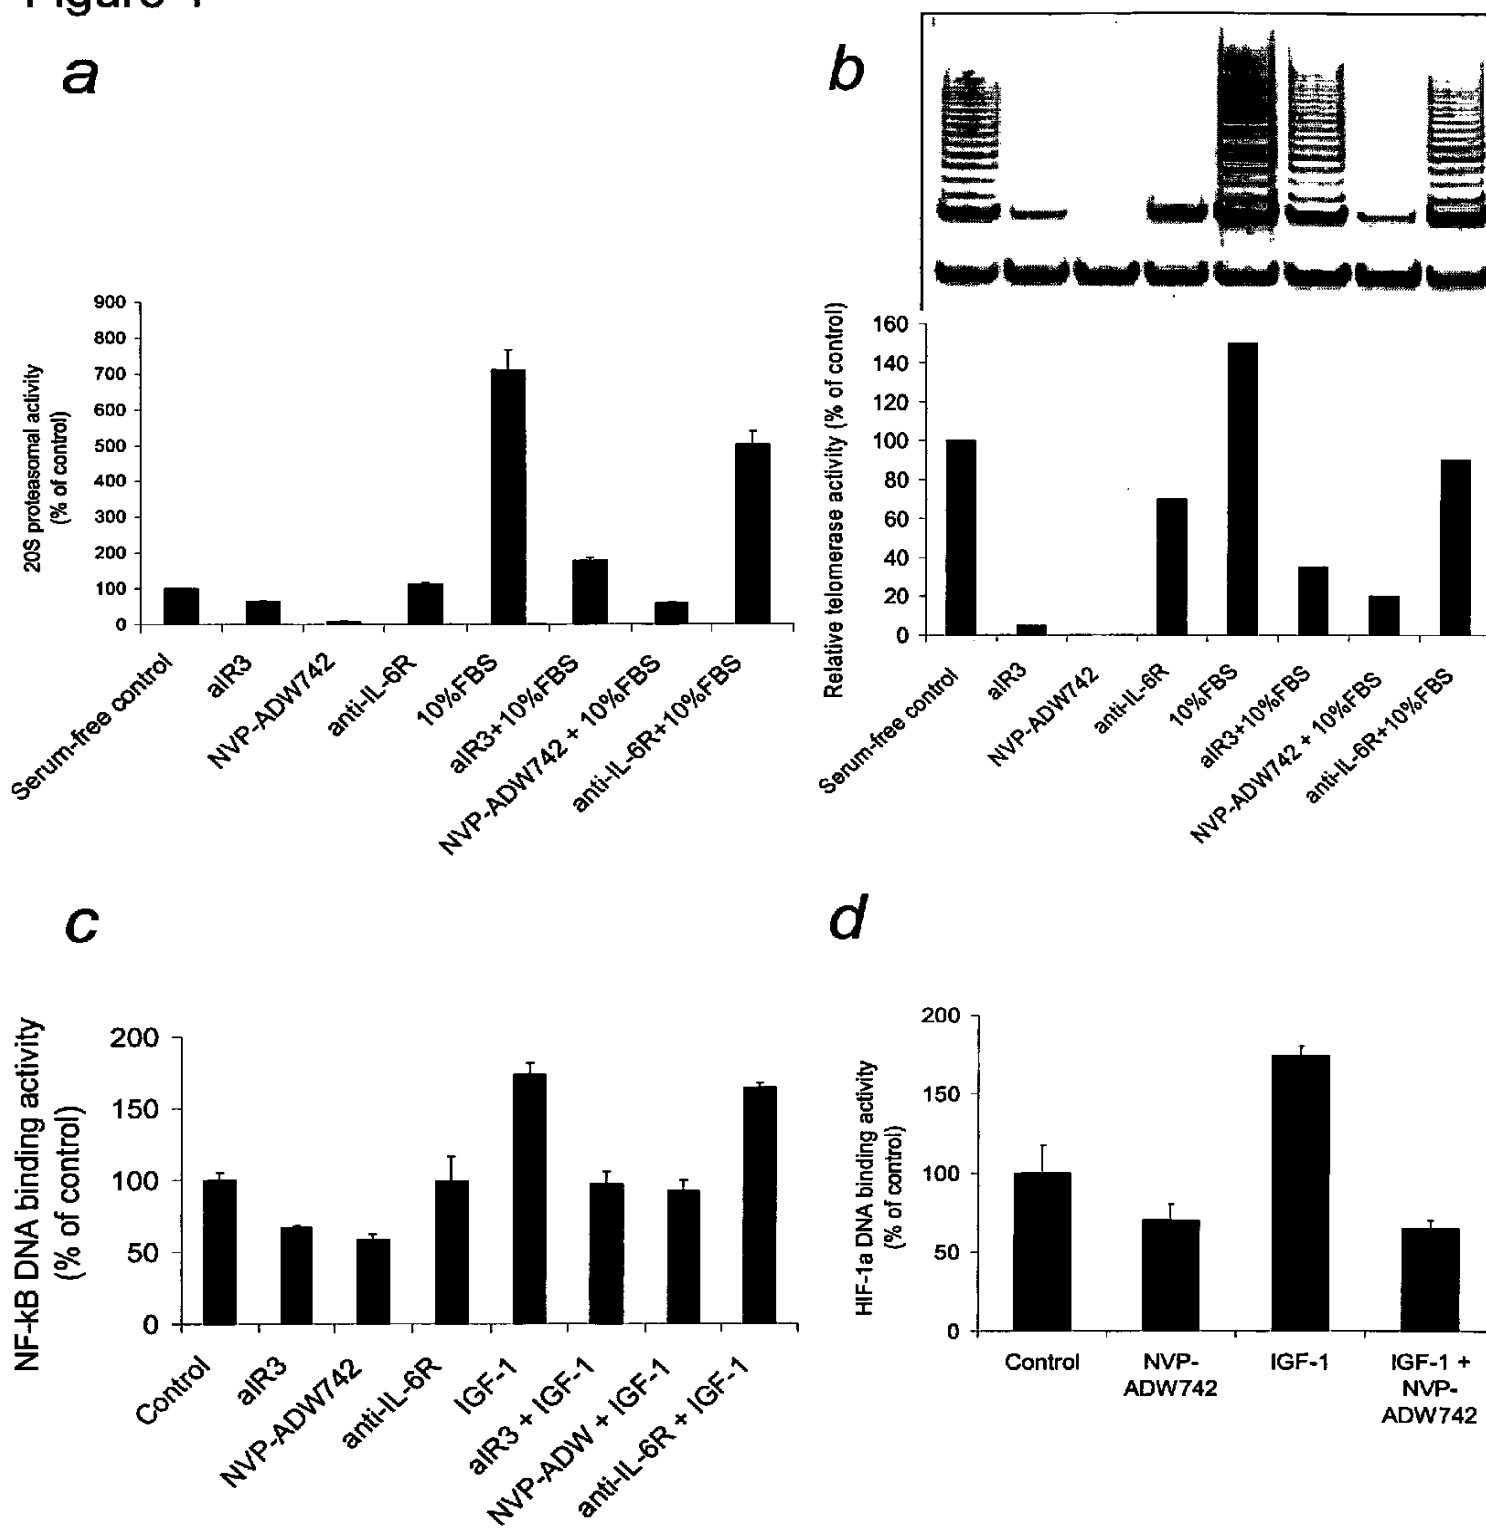 Figure
a
b
900
800
700
600
500
400
300
200
100
0
20S proteasomal activity
(% of control)
Serum-free control
aIR3
NVP-ADW742
anti-IL-6R
10%FBS
aIR3+10%FBS
NVP-ADW742 + 10%FBS
anti-IL-6R+10%FBS
160
140
120
100
80
60
40
20
0
Relative telomerase activity (% of control)
Serum-free control
aIR3
NVP-ADW742
anti-IL-6R
10%FBS
aIR3+10%FBS
NVP-ADW742 + 10%FBS
anti-IL-6R+10%FBS
c
d
200
150
100
50
0
NF-kB DNA binding activity
(% of control)
Control
aIR3
NVP-ADW742
anti-IL-6R
IGF-1
aIR3 + IGF-1
NVP-ADW + IGF-1
anti-IL-6R + IGF-1
200
150
100
50
0
HIF-1a DNA binding activity
(% of control)
Control
NVP-
ADW742
IGF-1
IGF-1 +
NVP-
ADW742